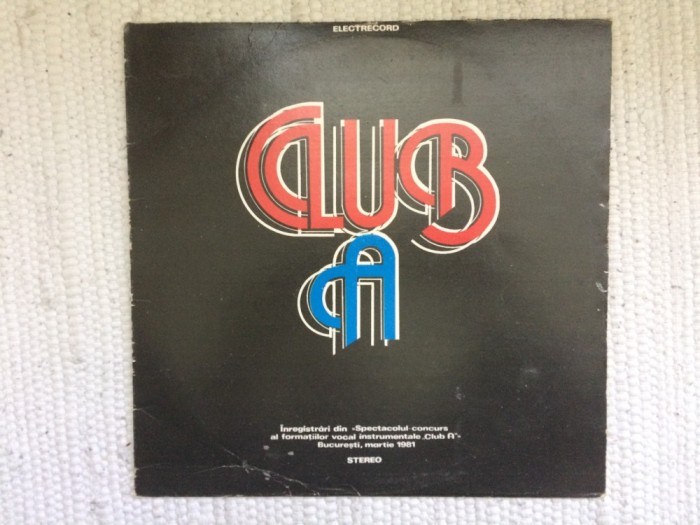 ELECTRECORD
CLUB
A
Înregistrări din «Spectacolul-concurs
al formațiilor vocal instrumentale „Club A"»
București, martie 1981
STEREO